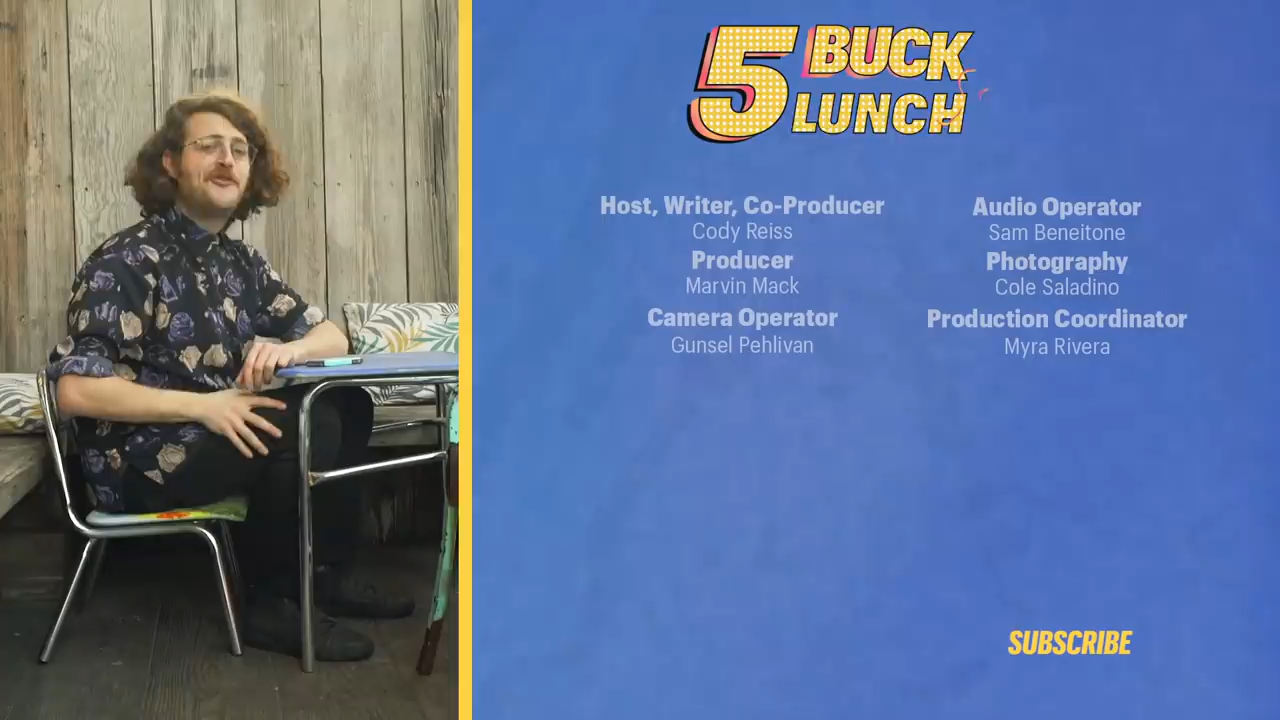 5 BUCK
LUNCH
Host, Writer, Co-Producer
Cody Reiss
Producer
Marvin Mack
Camera Operator
Gunsel Pehlivan
Audio Operator
Sam Beneitone
Photography
Cole Saladino
Production Coordinator
Myra Rivera
SUBSCRIBE